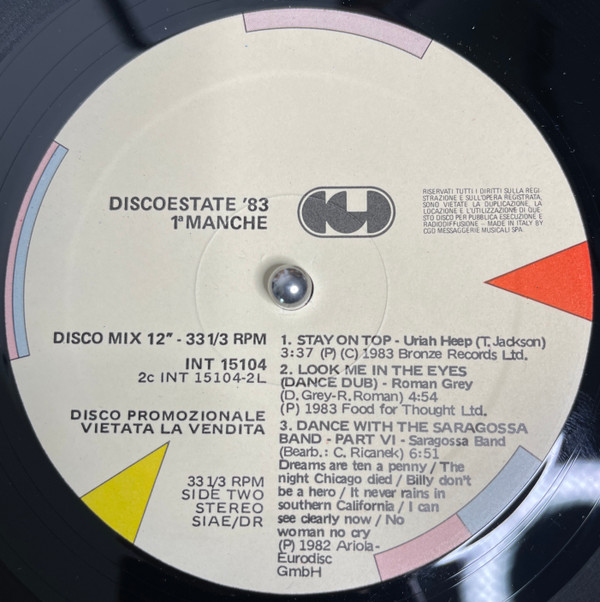 DISCOESTATE '83
1ª MANCHE
RISERVATI TUTTI I DIRITTI SULLA REGI-
STRAZIONE E SULL'OPERA REGISTRATA,
SONO VIETATE LA DUPLICAZIONE, LA
LOCAZIONE E L'UTILIZZAZIONE DI QUE-
STO DISCO PER PUBBLICA ESECUZIONE E
RADIODIFFUSIONE - MADE IN ITALY BY
CGD MESSAGGERIE MUSICALI SPA
DISCO MIX 12" - 33 1/3 RPM
INT 15104
2c INT 15104-2L
DISCO PROMOZIONALE
VIETATA LA VENDITA
33 1/3 RPM
SIDE TWO
STEREO
SIAE/DR
1. STAY ON TOP - Uriah Heep (T. Jackson)
3:37 (P) (C) 1983 Bronze Records Ltd.
2. LOOK ME IN THE EYES
(DANCE DUB) - Roman Grey
(D. Grey-R. Roman) 4:54
(P) 1983 Food for Thought Ltd.
3. DANCE WITH THE SARAGOSSA
BAND - PART VI - Saragossa Band
(Bearb.: C. Ricanek) 6:51
Dreams are ten a penny / The
night Chicago died / Billy don't
be a hero / It never rains in
southern California / I can
see clearly now / No
woman no cry
(P) 1982 Ariola-
Eurodisc
GmbH